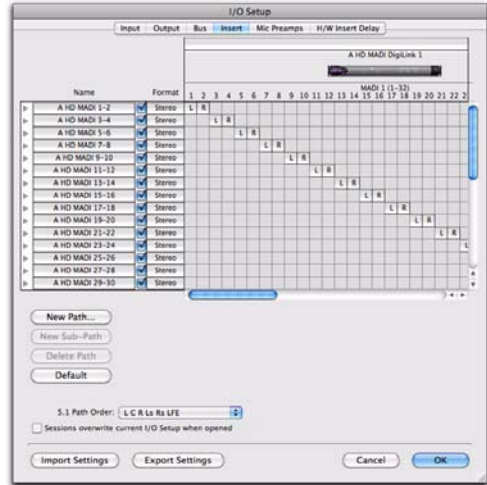 I/O Setup
Input Output Bus Insert Mic Preamps H/W Insert Delay
A HD MADI DigiLink 1
MADI 1 (1-32)
Name Format 1 2 3 4 5 6 7 8 9 10 11 12 13 14 15 16 17 18 19 20 21 22 2
A HD MADI 1-2 Stereo L R
A HD MADI 3-4 Stereo L R
A HD MADI 5-6 Stereo L R
A HD MADI 7-8 Stereo L R
A HD MADI 9-10 Stereo L R
A HD MADI 11-12 Stereo L R
A HD MADI 13-14 Stereo L R
A HD MADI 15-16 Stereo L R
A HD MADI 17-18 Stereo L R
A HD MADI 19-20 Stereo L R
A HD MADI 21-22 Stereo L R
A HD MADI 23-24 Stereo L
A HD MADI 25-26 Stereo
A HD MADI 27-28 Stereo
A HD MADI 29-30 Stereo
New Path...
New Sub-Path
Delete Path
Default
5.1 Path Order: L C R Ls Rs LFE
Sessions overwrite current I/O Setup when opened
Import Settings Export Settings Cancel OK